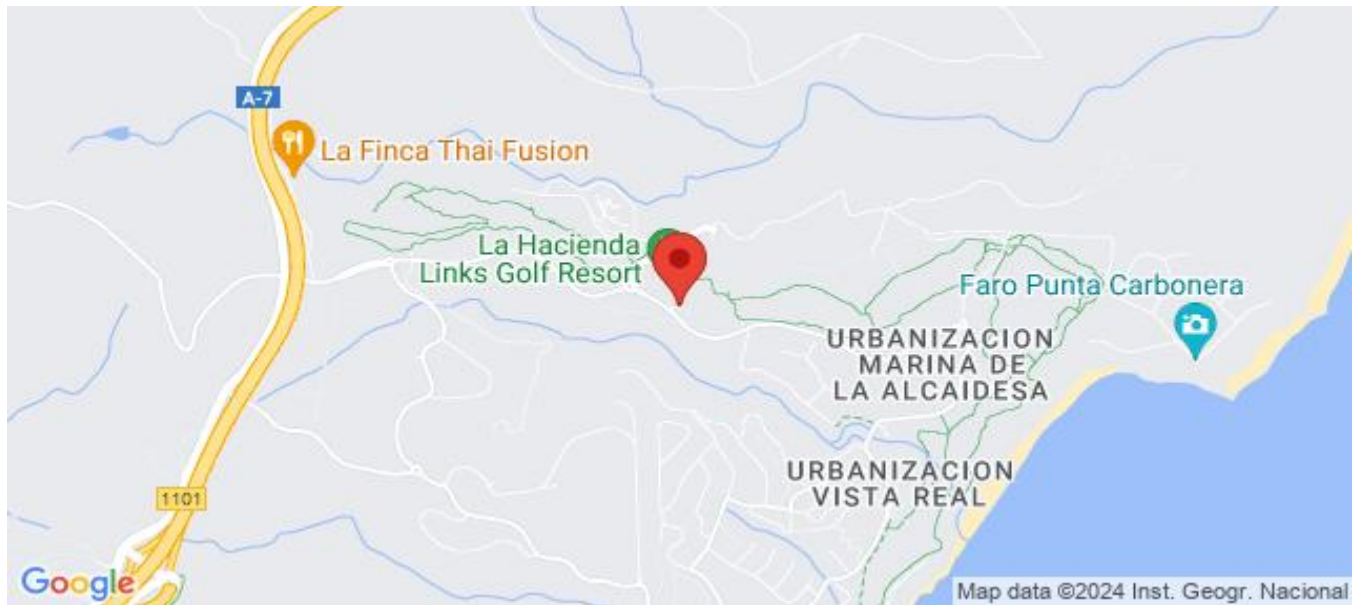 A-7
La Finca Thai Fusion
La Hacienda
Links Golf Resort
Faro Punta Carbonera
URBANIZACION
MARINA DE
LA ALCAIDESA
URBANIZACION
VISTA REAL
1101
Google
Map data ©2024 Inst. Geogr. Nacional